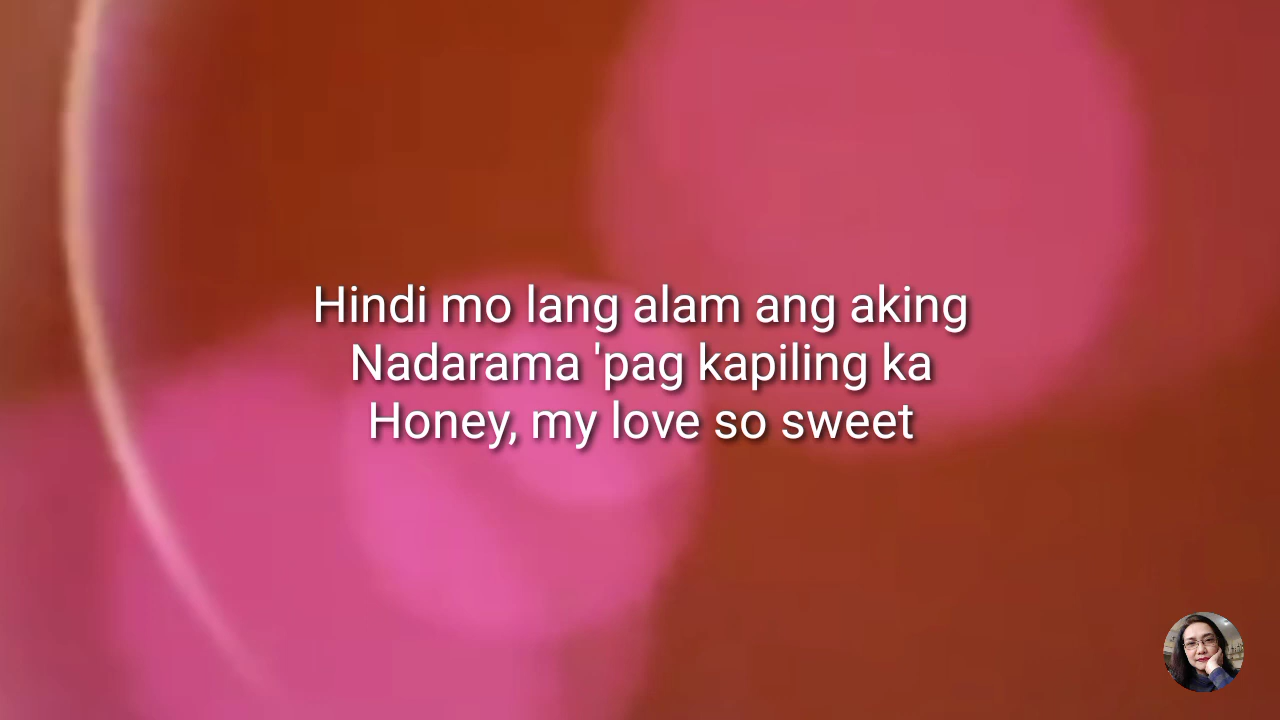 Hindi mo lang alam ang aking
Nadarama 'pag kapiling ka
Honey, my love so sweet